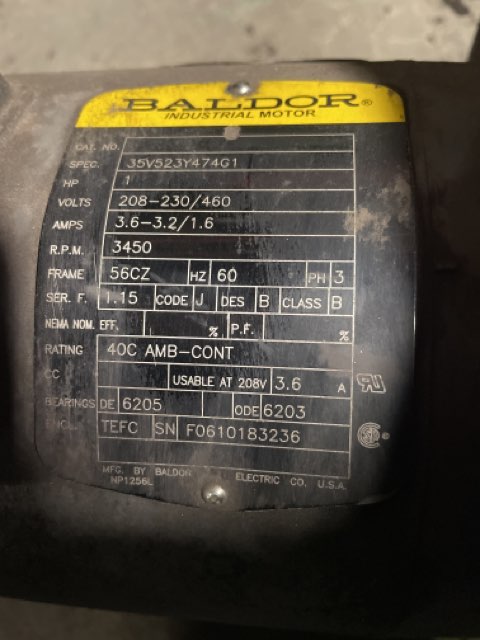 BALDOR®
INDUSTRIAL MOTOR
CAT. NO.
SPEC. 35V523Y474G1
HP 1
VOLTS 208-230/460
AMPS 3.6-3.2/1.6
R.P.M. 3450
FRAME 56CZ HZ 60 PH 3
SER. F. 1.15 CODE J DES B CLASS B
NEMA NOM. EFF. % P.F. %
RATING 40C AMB-CONT
CC USABLE AT 208V 3.6 A
BEARINGS DE 6205 ODE 6203
ENCL. TEFC SN F0610183236
MFG. BY BALDOR ELECTRIC CO. U.S.A.
NP1256L